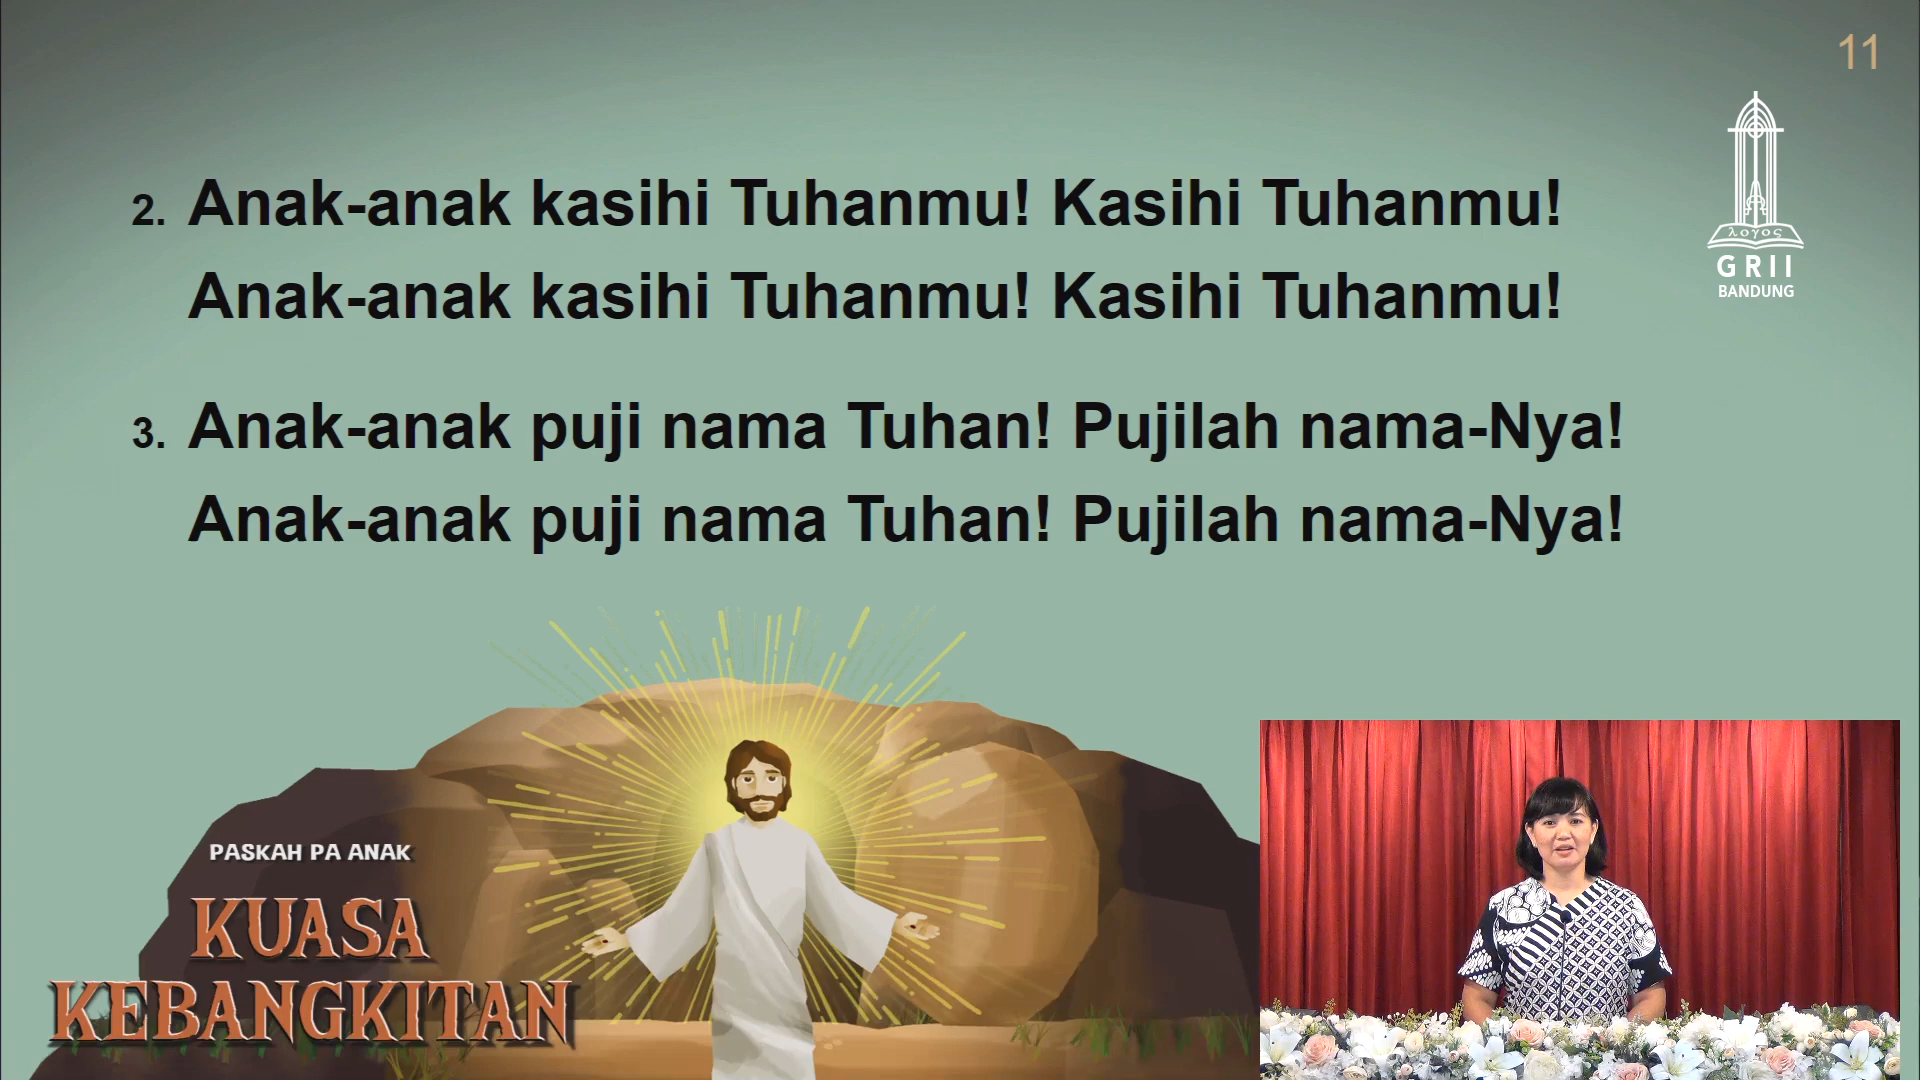 11
2. Anak-anak kasihi Tuhanmu! Kasihi Tuhanmu!
Anak-anak kasihi Tuhanmu! Kasihi Tuhanmu!
3. Anak-anak puji nama Tuhan! Pujilah nama-Nya!
Anak-anak puji nama Tuhan! Pujilah nama-Nya!
λογος
GRII
BANDUNG
PASKAH PA ANAK
KUASA
KEBANGKITAN